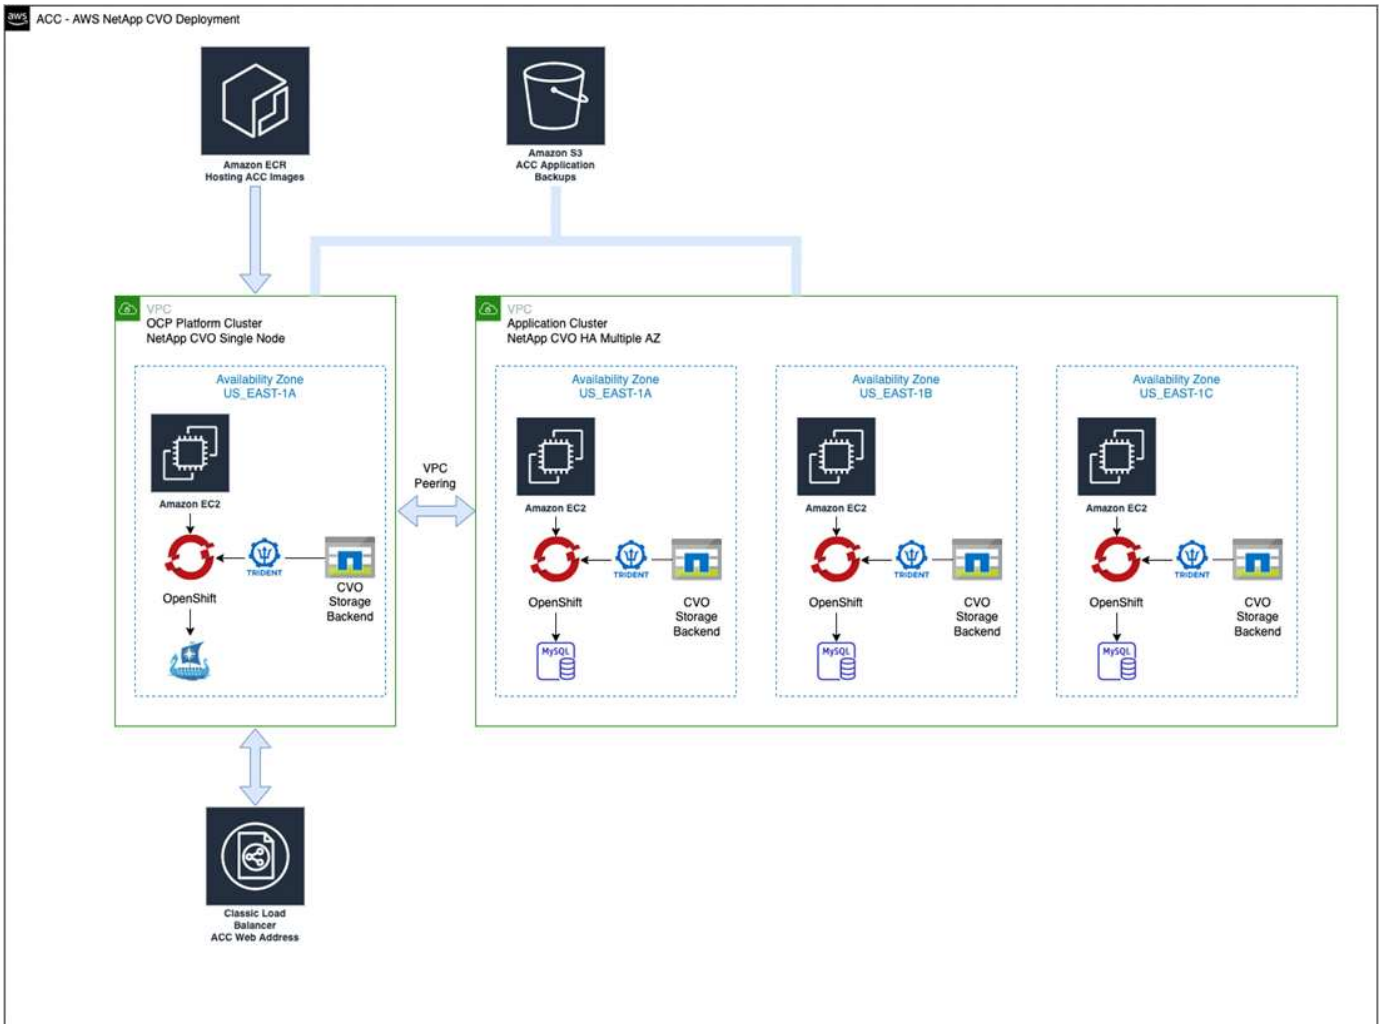 aws
ACC - AWS NetApp CVO Deployment
Amazon ECR
Hosting ACC Images
Amazon S3
ACC Application
Backups
VPC
OCP Platform Cluster
NetApp CVO Single Node
Availability Zone
US_EAST-1A
Amazon EC2
TRIDENT
OpenShift
CVO
Storage
Backend
VPC
Peering
VPC
Application Cluster
NetApp CVO HA Multiple AZ
Availability Zone
US_EAST-1A
Amazon EC2
TRIDENT
OpenShift
CVO
Storage
Backend
MySQL
Availability Zone
US_EAST-1B
Amazon EC2
TRIDENT
OpenShift
CVO
Storage
Backend
MySQL
Availability Zone
US_EAST-1C
Amazon EC2
TRIDENT
OpenShift
CVO
Storage
Backend
MySQL
Classic Load
Balancer
ACC Web Address